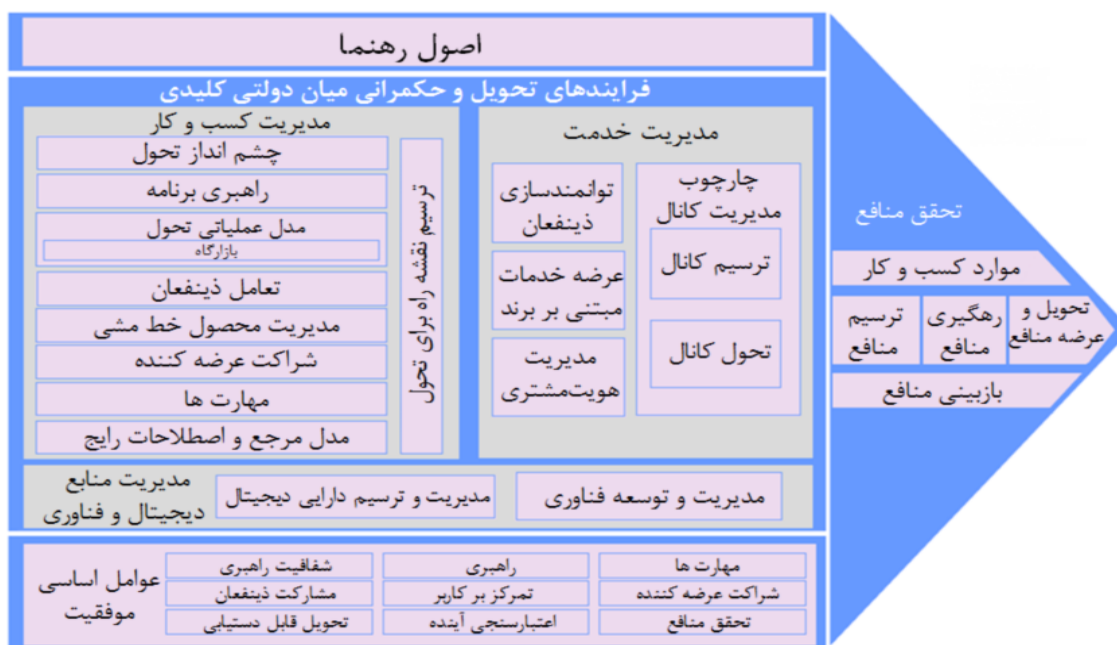 اصول رهنما
فرایندهای تحویل و حکمرانی میان دولتی کلیدی
مدیریت خدمت
چارچوب
مدیریت کانال
ترسیم کانال
تحول کانال
توانمندسازی
ذینفعان
عرضه خدمات
مبتنی بر برند
مدیریت
هویت‌مشتری
مدیریت کسب و کار
ترسیم نقشه راه برای تحول
چشم انداز تحول
راهبری برنامه
مدل عملیاتی تحول
بازارگاه
تعامل ذینفعان
مدیریت محصول خط مشی
شراکت عرضه کننده
مهارت ها
مدل مرجع و اصطلاحات رایج
مدیریت منابع
دیجیتال و فناوری
مدیریت و ترسیم دارایی دیجیتال
مدیریت و توسعه فناوری
عوامل اساسی
موفقیت
مهارت ها
راهبری
شفافیت راهبری
شراکت عرضه کننده
تمرکز بر کاربر
مشارکت ذینفعان
تحقق منافع
اعتبارسنجی آینده
تحویل قابل دستیابی
تحقق منافع
موارد کسب و کار
ترسیم
منافع
رهگیری
منافع
تحویل و
عرضه منافع
بازبینی منافع